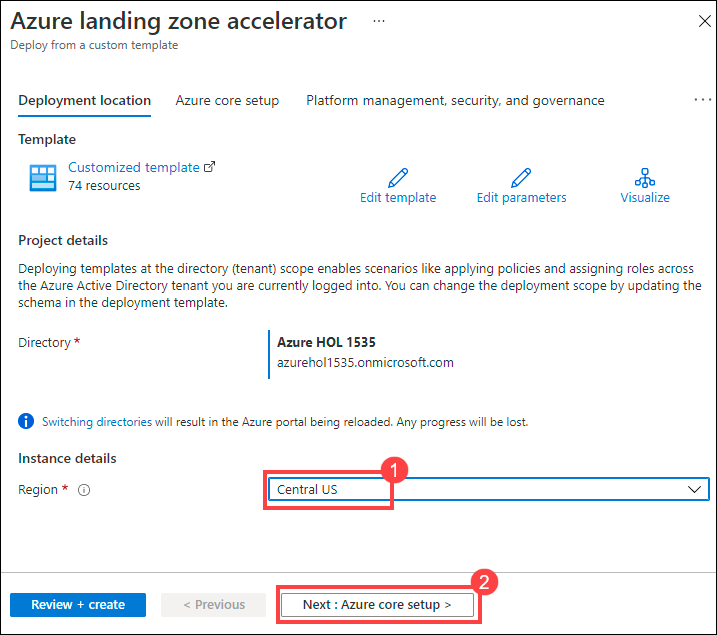 Azure landing zone accelerator ...
Deploy from a custom template
Deployment location Azure core setup Platform management, security, and governance ...
Template
Customized template
74 resources
Edit template Edit parameters Visualize
Project details
Deploying templates at the directory (tenant) scope enables scenarios like applying policies and assigning roles across
the Azure Active Directory tenant you are currently logged into. You can change the deployment scope by updating the
schema in the deployment template.
Directory * Azure HOL 1535
azurehol1535.onmicrosoft.com
Switching directories will result in the Azure portal being reloaded. Any progress will be lost.
Instance details
1
Region * Central US
2
Review + create < Previous Next : Azure core setup >